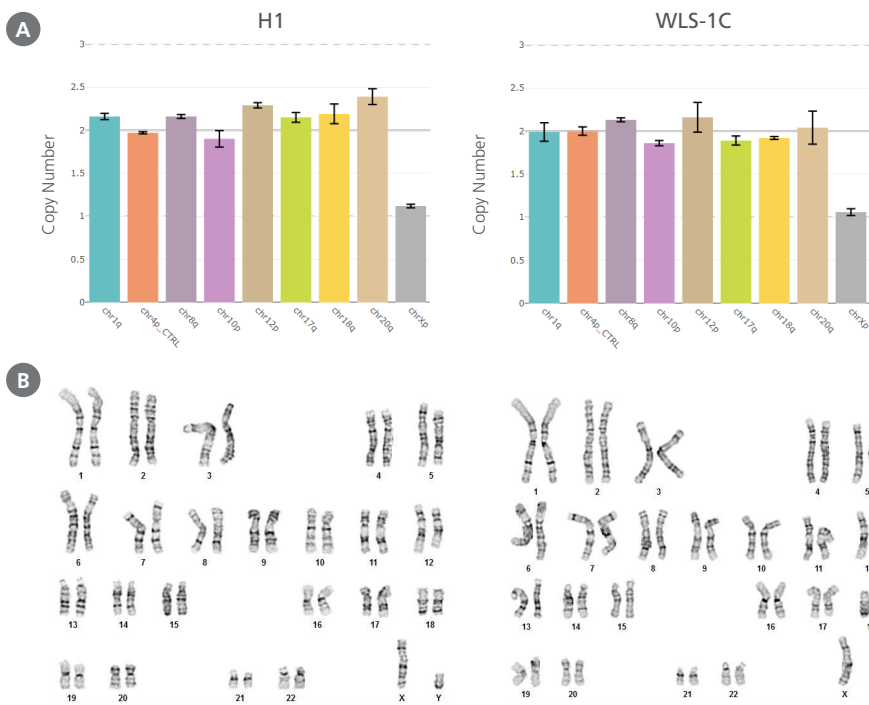 A
H1
Copy Number
3
2.5
2
1.5
1
0.5
0
chr1q
chr4p_CTRL
chr8q
chr10p
chr12p
chr17q
chr18q
chr20q
chrXp
WLS-1C
Copy Number
3
2.5
2
1.5
1
0.5
0
chr1q
chr4p_CTRL
chr8q
chr10p
chr12p
chr17q
chr18q
chr20q
chrXp
B
1 2 3 4 5
6 7 8 9 10 11 12
13 14 15 16 17 18
19 20 21 22 X Y
1 2 3 4 5
6 7 8 9 10 11 1
13 14 15 16 17 1
19 20 21 22 X